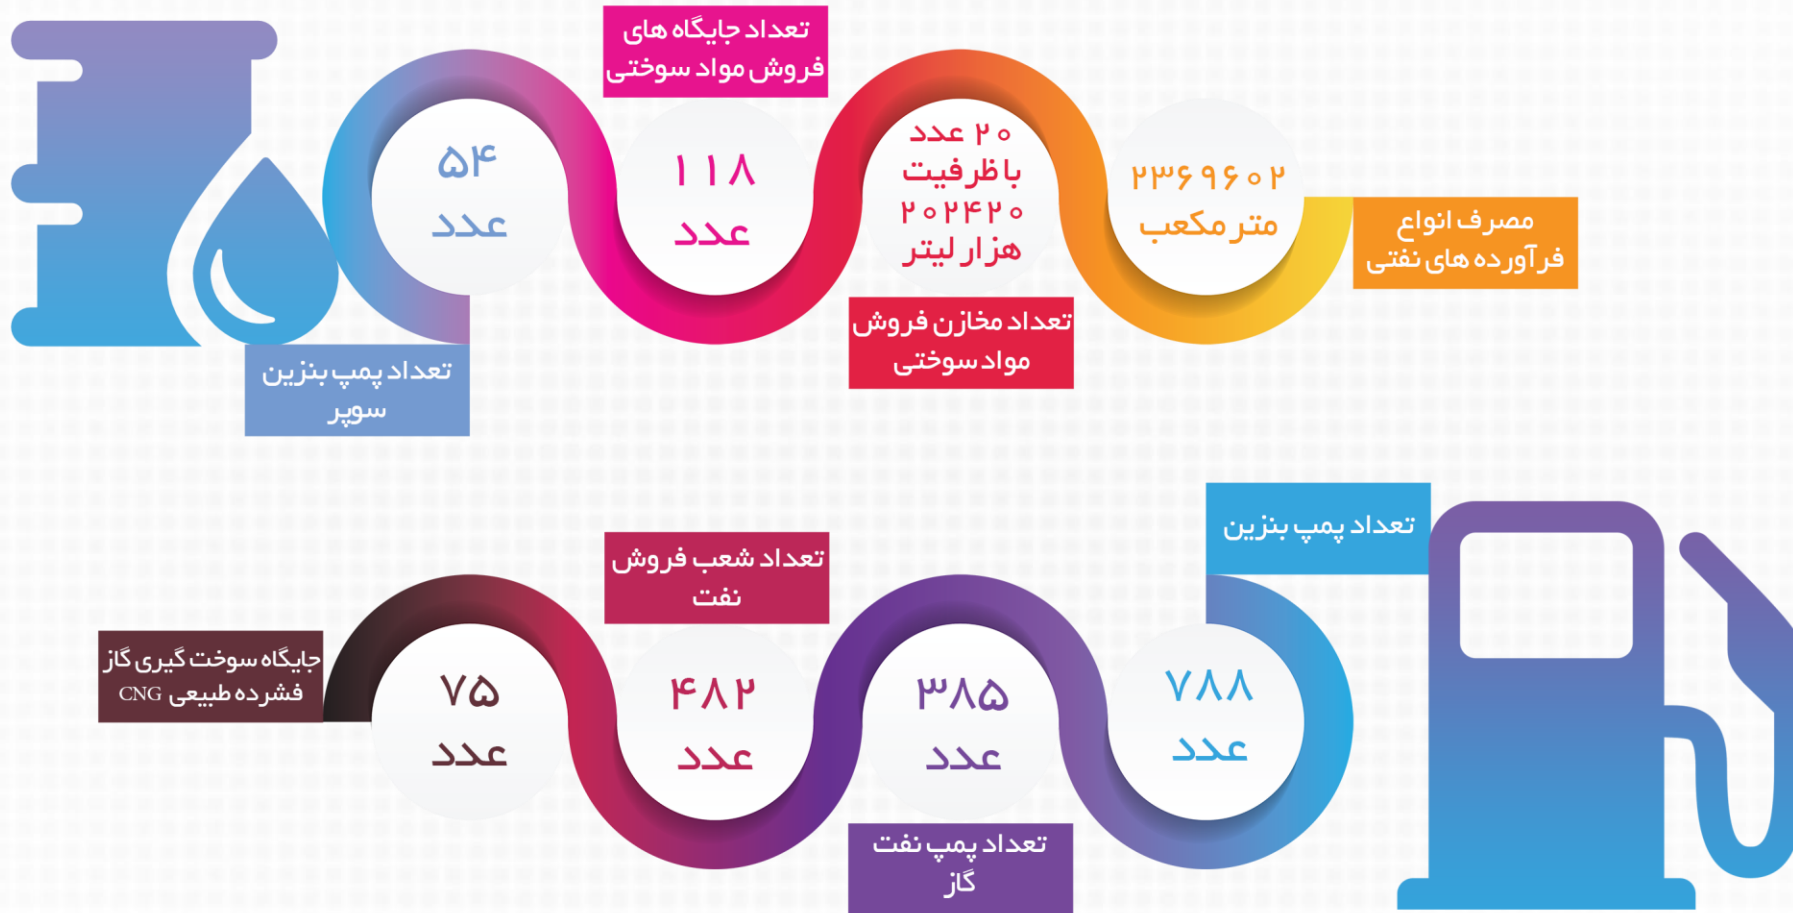 مصرف انواع
فرآورده های نفتی
۲۳۶۹۶۰۲
متر مکعب
۲۰ عدد
با ظرفیت
۲۰۲۴۲۰
هزار لیتر
تعداد مخازن فروش
مواد سوختی
تعداد جایگاه های
فروش مواد سوختی
۱۱۸
عدد
۵۴
عدد
تعداد پمپ بنزین
سوپر
تعداد پمپ بنزین
۷۸۸
عدد
۳۸۵
عدد
تعداد پمپ نفت
گاز
تعداد شعب فروش
نفت
۴۸۲
عدد
۷۵
عدد
جایگاه سوخت گیری گاز
فشرده طبیعی CNG